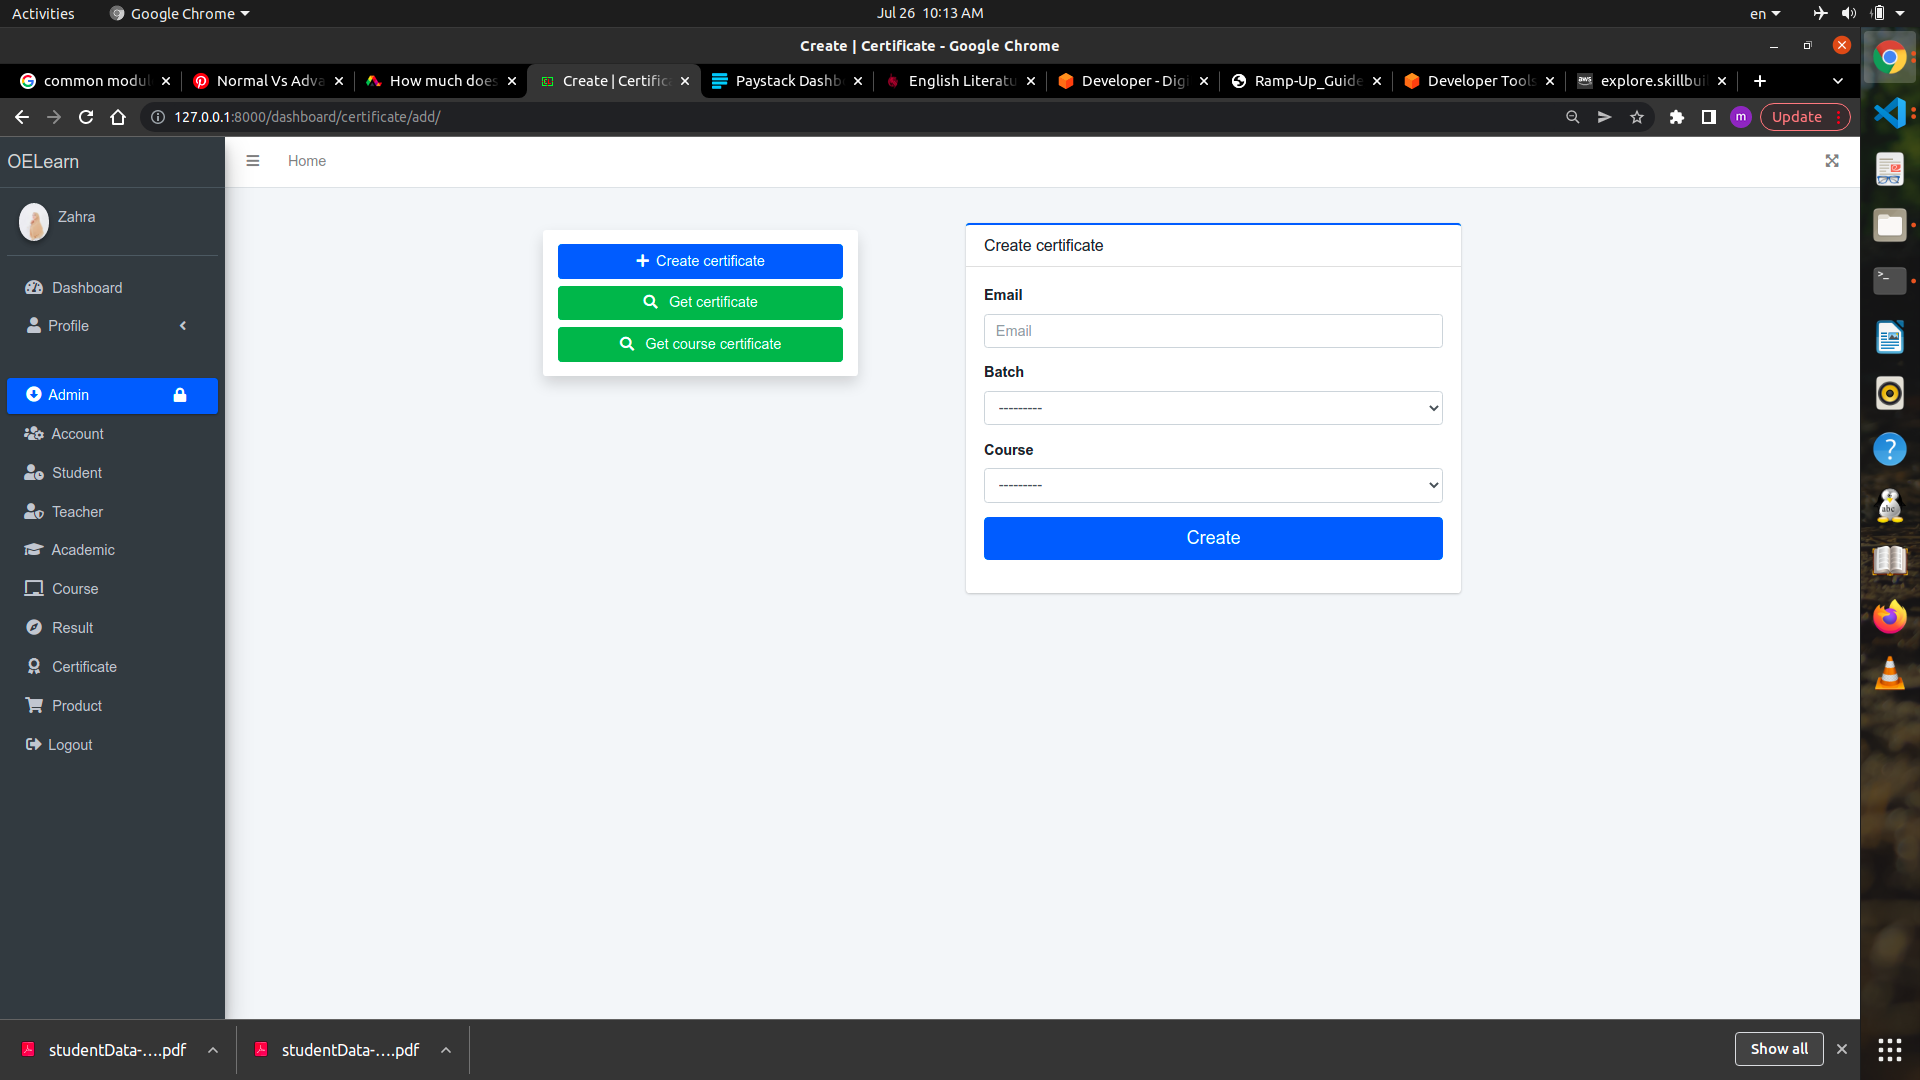 Activities
Google Chrome
Jul 26 10:13 AM
en
Create | Certificate - Google Chrome
common modul
Normal Vs Adva
How much does
Create | Certific
Paystack Dashb
English Literatu
Developer - Digi
Ramp-Up_Guide
Developer Tools
aws
explore.skillbui
127.0.0.1:8000/dashboard/certificate/add/
m
Update
OELearn
Home
Zahra
Dashboard
Profile
Admin
Account
Student
Teacher
Academic
Course
Result
Certificate
Product
Logout
Create certificate
Get certificate
Get course certificate
Create certificate
Email
Email
Batch
---------
Course
---------
Create
abc
studentData-....pdf
studentData-....pdf
Show all